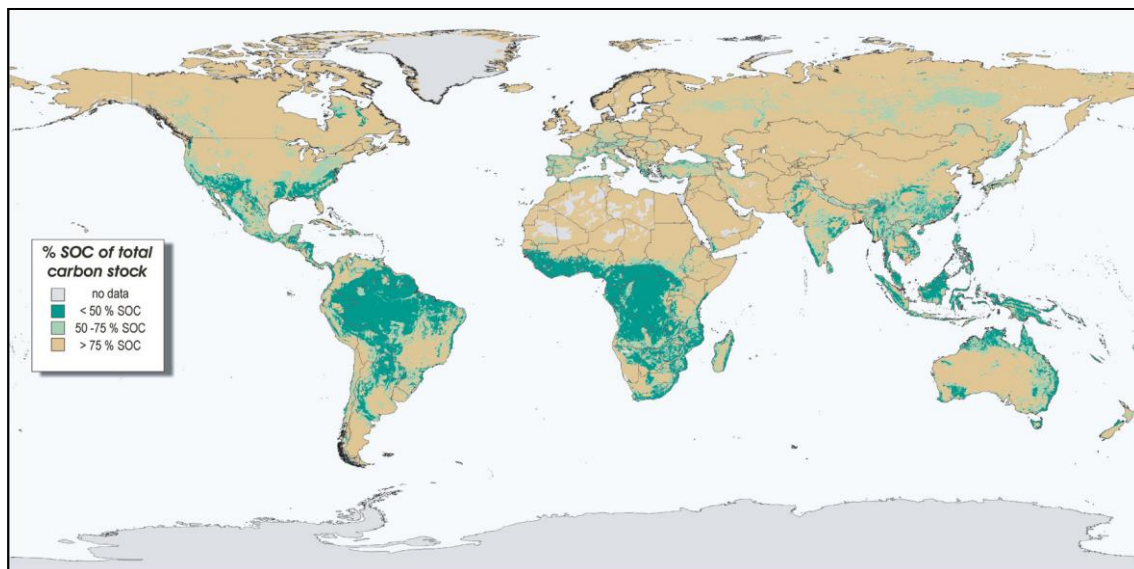 % SOC of total
carbon stock
no data
< 50 % SOC
50 -75 % SOC
> 75 % SOC